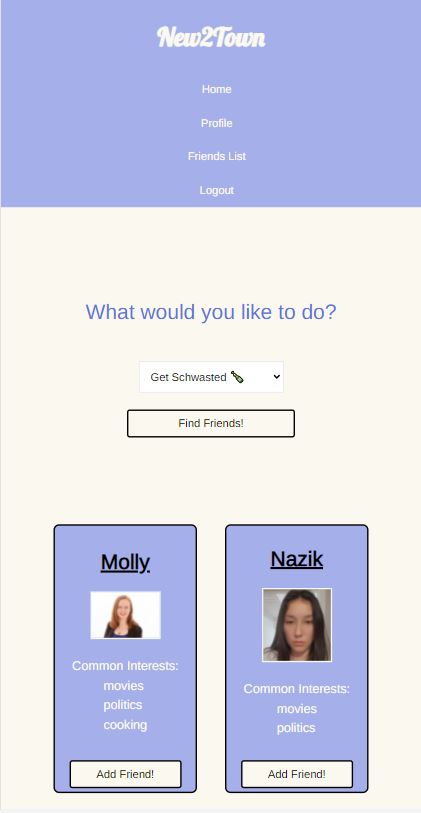 New2Town
Home
Profile
Friends List
Logout
What would you like to do?
Get Schwasted 🍾
Find Friends!
Molly
Common Interests:
movies
politics
cooking
Add Friend!
Nazik
Common Interests:
movies
politics
Add Friend!